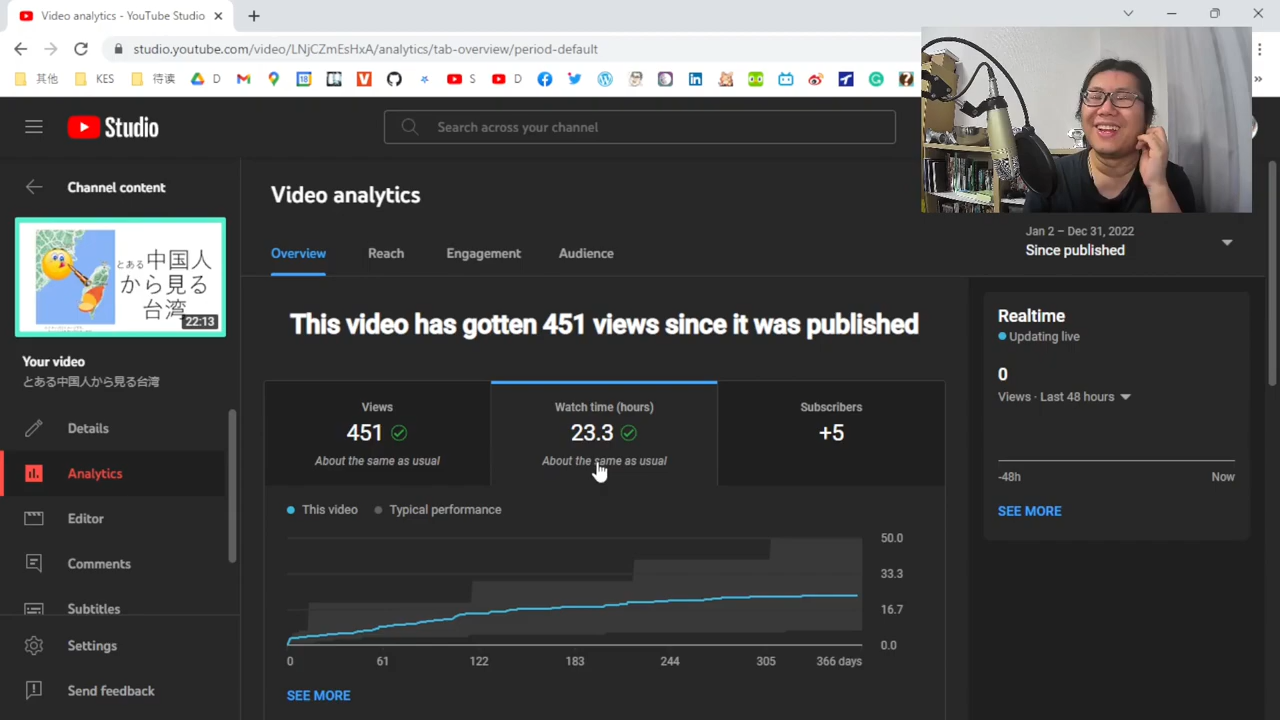 Video analytics - YouTube Studio
studio.youtube.com/video/LNjCZmEsHxA/analytics/tab-overview/period-default
其他 KES 待读 D S D
Studio
Search across your channel
Channel content
とある中国人
から見る
台湾
22:13
Your video
とある中国人から見る台湾
Details
Analytics
Editor
Comments
Subtitles
Settings
Send feedback
Video analytics
Overview Reach Engagement Audience
Jan 2 – Dec 31, 2022
Since published
This video has gotten 451 views since it was published
Views
451
About the same as usual
Watch time (hours)
23.3
About the same as usual
Subscribers
+5
This video Typical performance
50.0
33.3
16.7
0.0
0 61 122 183 244 305 366 days
SEE MORE
Realtime
Updating live
0
Views · Last 48 hours
-48h Now
SEE MORE